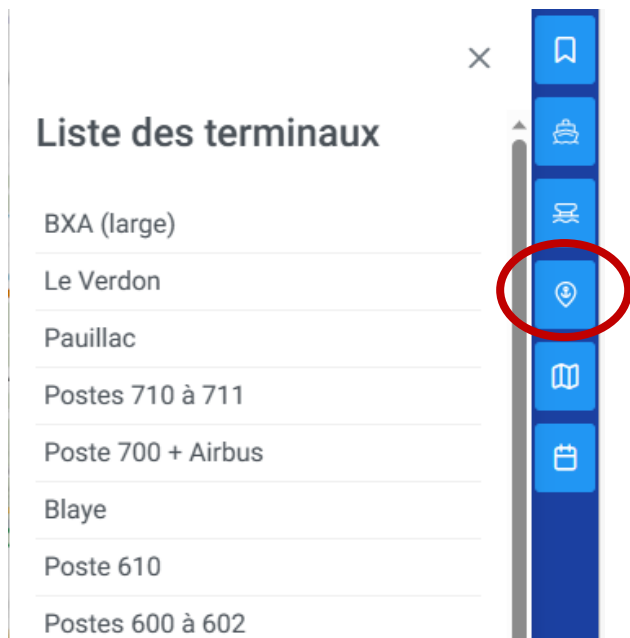 Liste des terminaux
BXA (large)
Le Verdon
Pauillac
Postes 710 à 711
Poste 700 + Airbus
Blaye
Poste 610
Postes 600 à 602